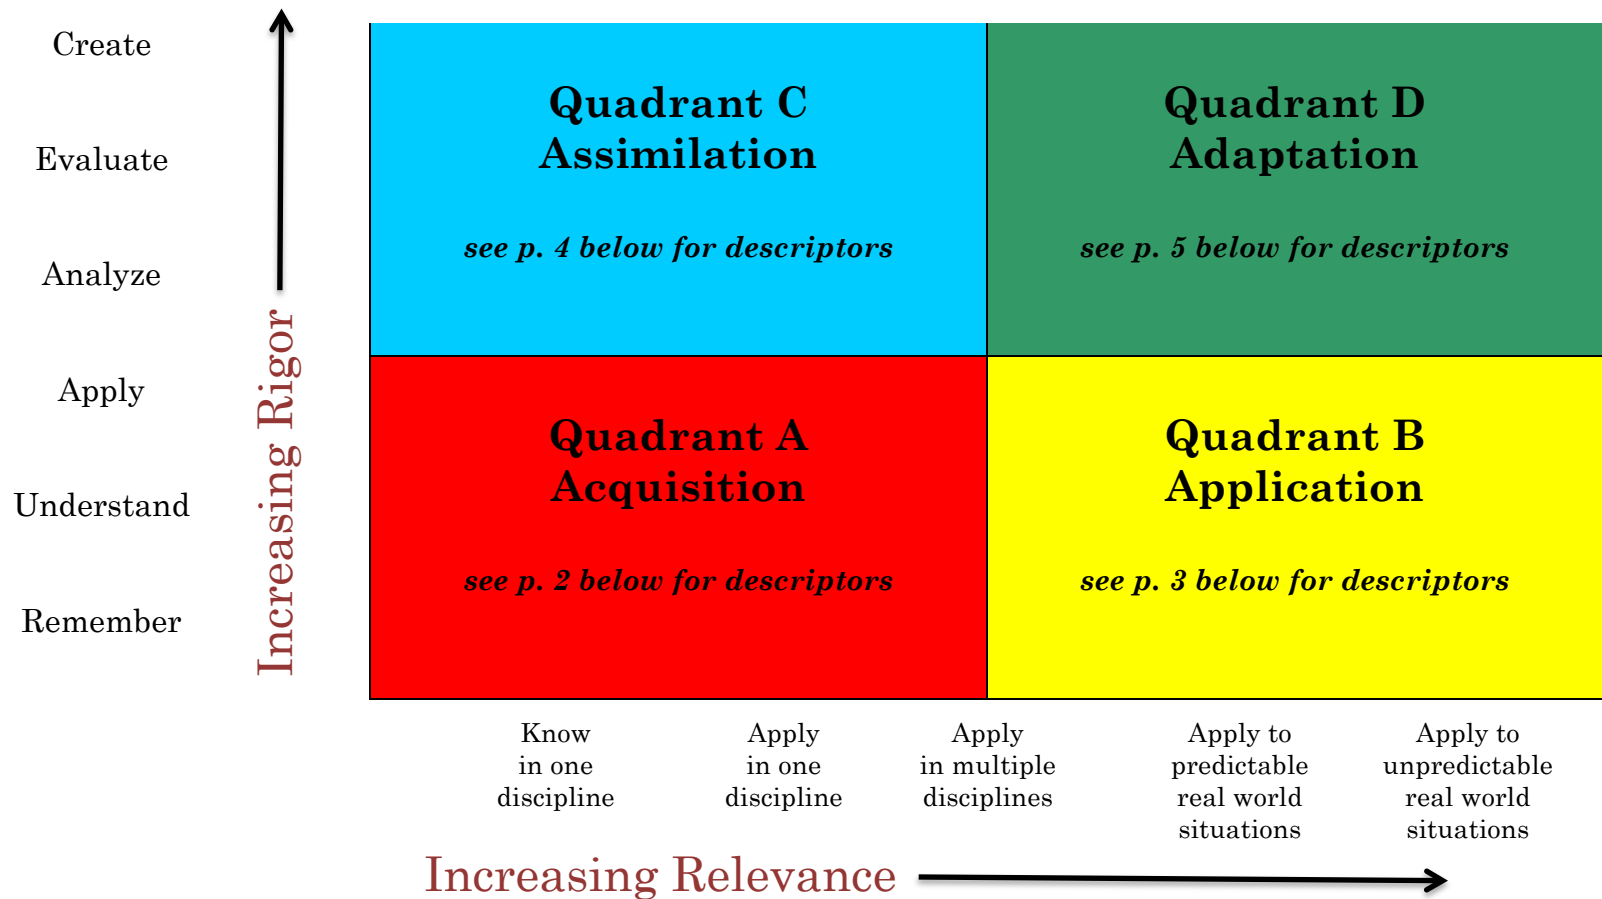 Create
Evaluate
Analyze
Apply
Understand
Remember
Increasing Rigor
Quadrant C
Assimilation
see p. 4 below for descriptors
Quadrant D
Adaptation
see p. 5 below for descriptors
Quadrant A
Acquisition
see p. 2 below for descriptors
Quadrant B
Application
see p. 3 below for descriptors
Know
in one
discipline
Apply
in one
discipline
Apply
in multiple
disciplines
Apply to
predictable
real world
situations
Apply to
unpredictable
real world
situations
Increasing Relevance